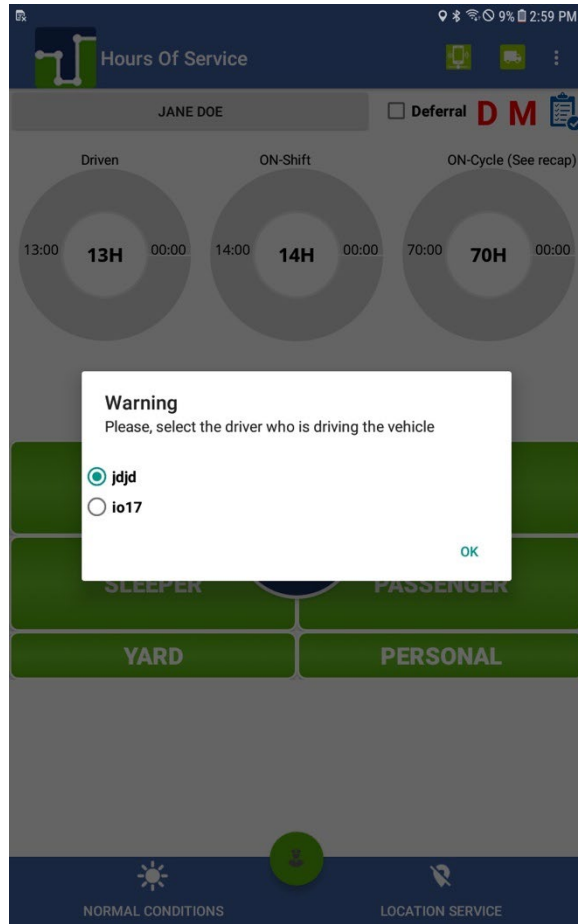 9% 2:59 PM
Hours Of Service
JANE DOE
Deferral D M
Driven
ON-Shift
ON-Cycle (See recap)
13:00 13H 00:00
14:00 14H 00:00
70:00 70H 00:00
Warning
Please, select the driver who is driving the vehicle
jdjd
io17
OK
SLEEPER
PASSENGER
YARD
PERSONAL
NORMAL CONDITIONS
LOCATION SERVICE